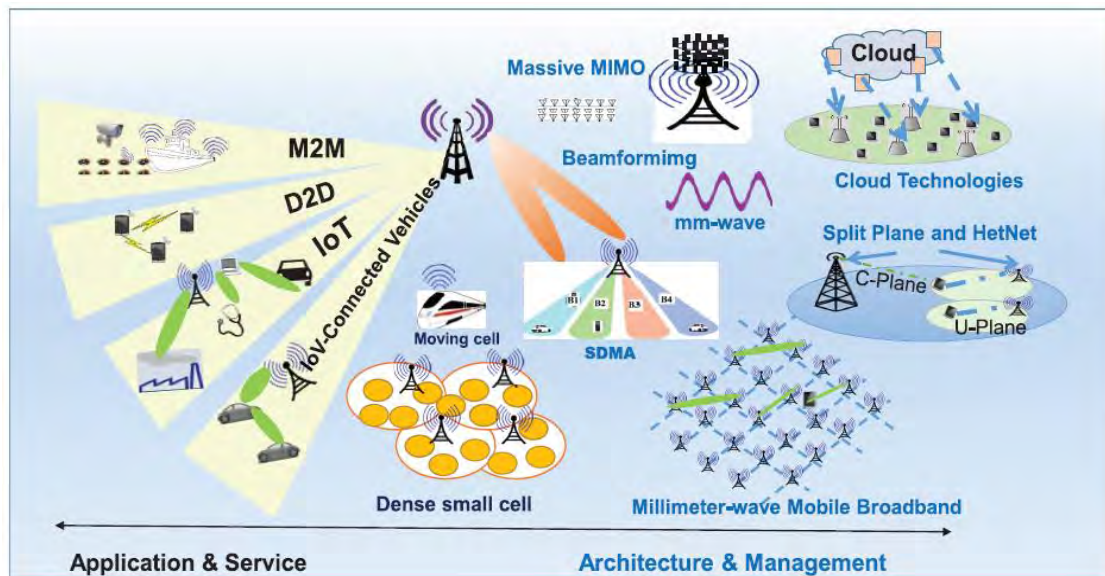 Massive MIMO
Cloud
M2M
D2D
IoT
IoV-Connected Vehicles
Beamformimg
mm-wave
Cloud Technologies
Split Plane and HetNet
C-Plane
U-Plane
B1
B2
B3
B4
SDMA
Moving cell
Dense small cell
Millimeter-wave Mobile Broadband
Application & Service
Architecture & Management